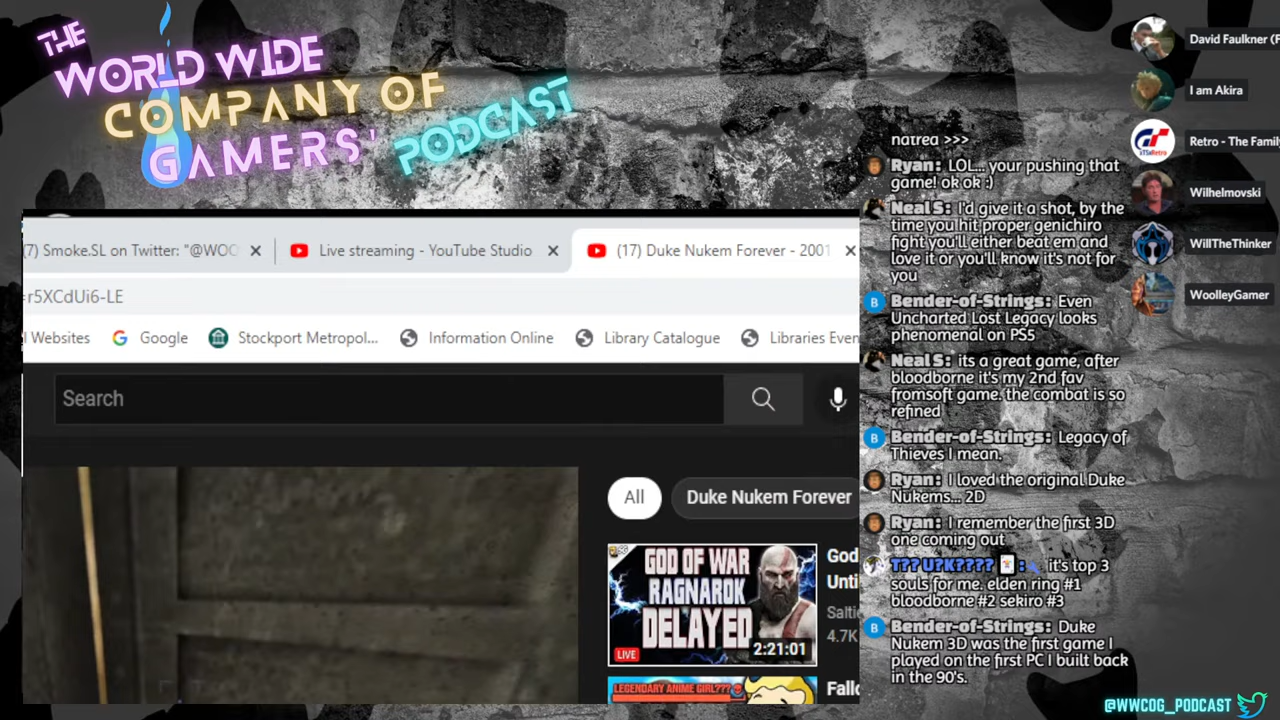 THE
WORLD WIDE
COMPANY OF
GAMERS' PODCAST
7) Smoke.SL on Twitter: "@WOO
Live streaming - YouTube Studio
(17) Duke Nukem Forever - 2001
=r5XCdUi6-LE
l Websites
Google
Stockport Metropol...
Information Online
Library Catalogue
Libraries Even
Search
All
Duke Nukem Forever
GOD OF WAR
RAGNAROK
DELAYED
LIVE
2:21:01
God
Unti
Saltie
4.7K
LEGENDARY ANIME GIRL???
Fallo
natrea >>>
Ryan: LOL... your pushing that
game! ok ok :)
Neal S: I'd give it a shot, by the
time you hit proper genichiro
fight you'll either beat em and
love it or you'll know it's not for
you
B Bender-of-Strings: Even
Uncharted Lost Legacy looks
phenomenal on PS5
Neal S: its a great game, after
bloodborne it's my 2nd fav
fromsoft game. the combat is so
refined
B Bender-of-Strings: Legacy of
Thieves I mean.
Ryan: I loved the original Duke
Nukems... 2D
Ryan: I remember the first 3D
one coming out
T?? U?K???? : it's top 3
souls for me. elden ring #1
bloodborne #2 sekiro #3
B Bender-of-Strings: Duke
Nukem 3D was the first game I
played on the first PC I built back
in the 90's.
David Faulkner (F
I am Akira
Retro - The Family
Wilhelmovski
WillTheThinker
WoolleyGamer
@WWCOG_PODCAST